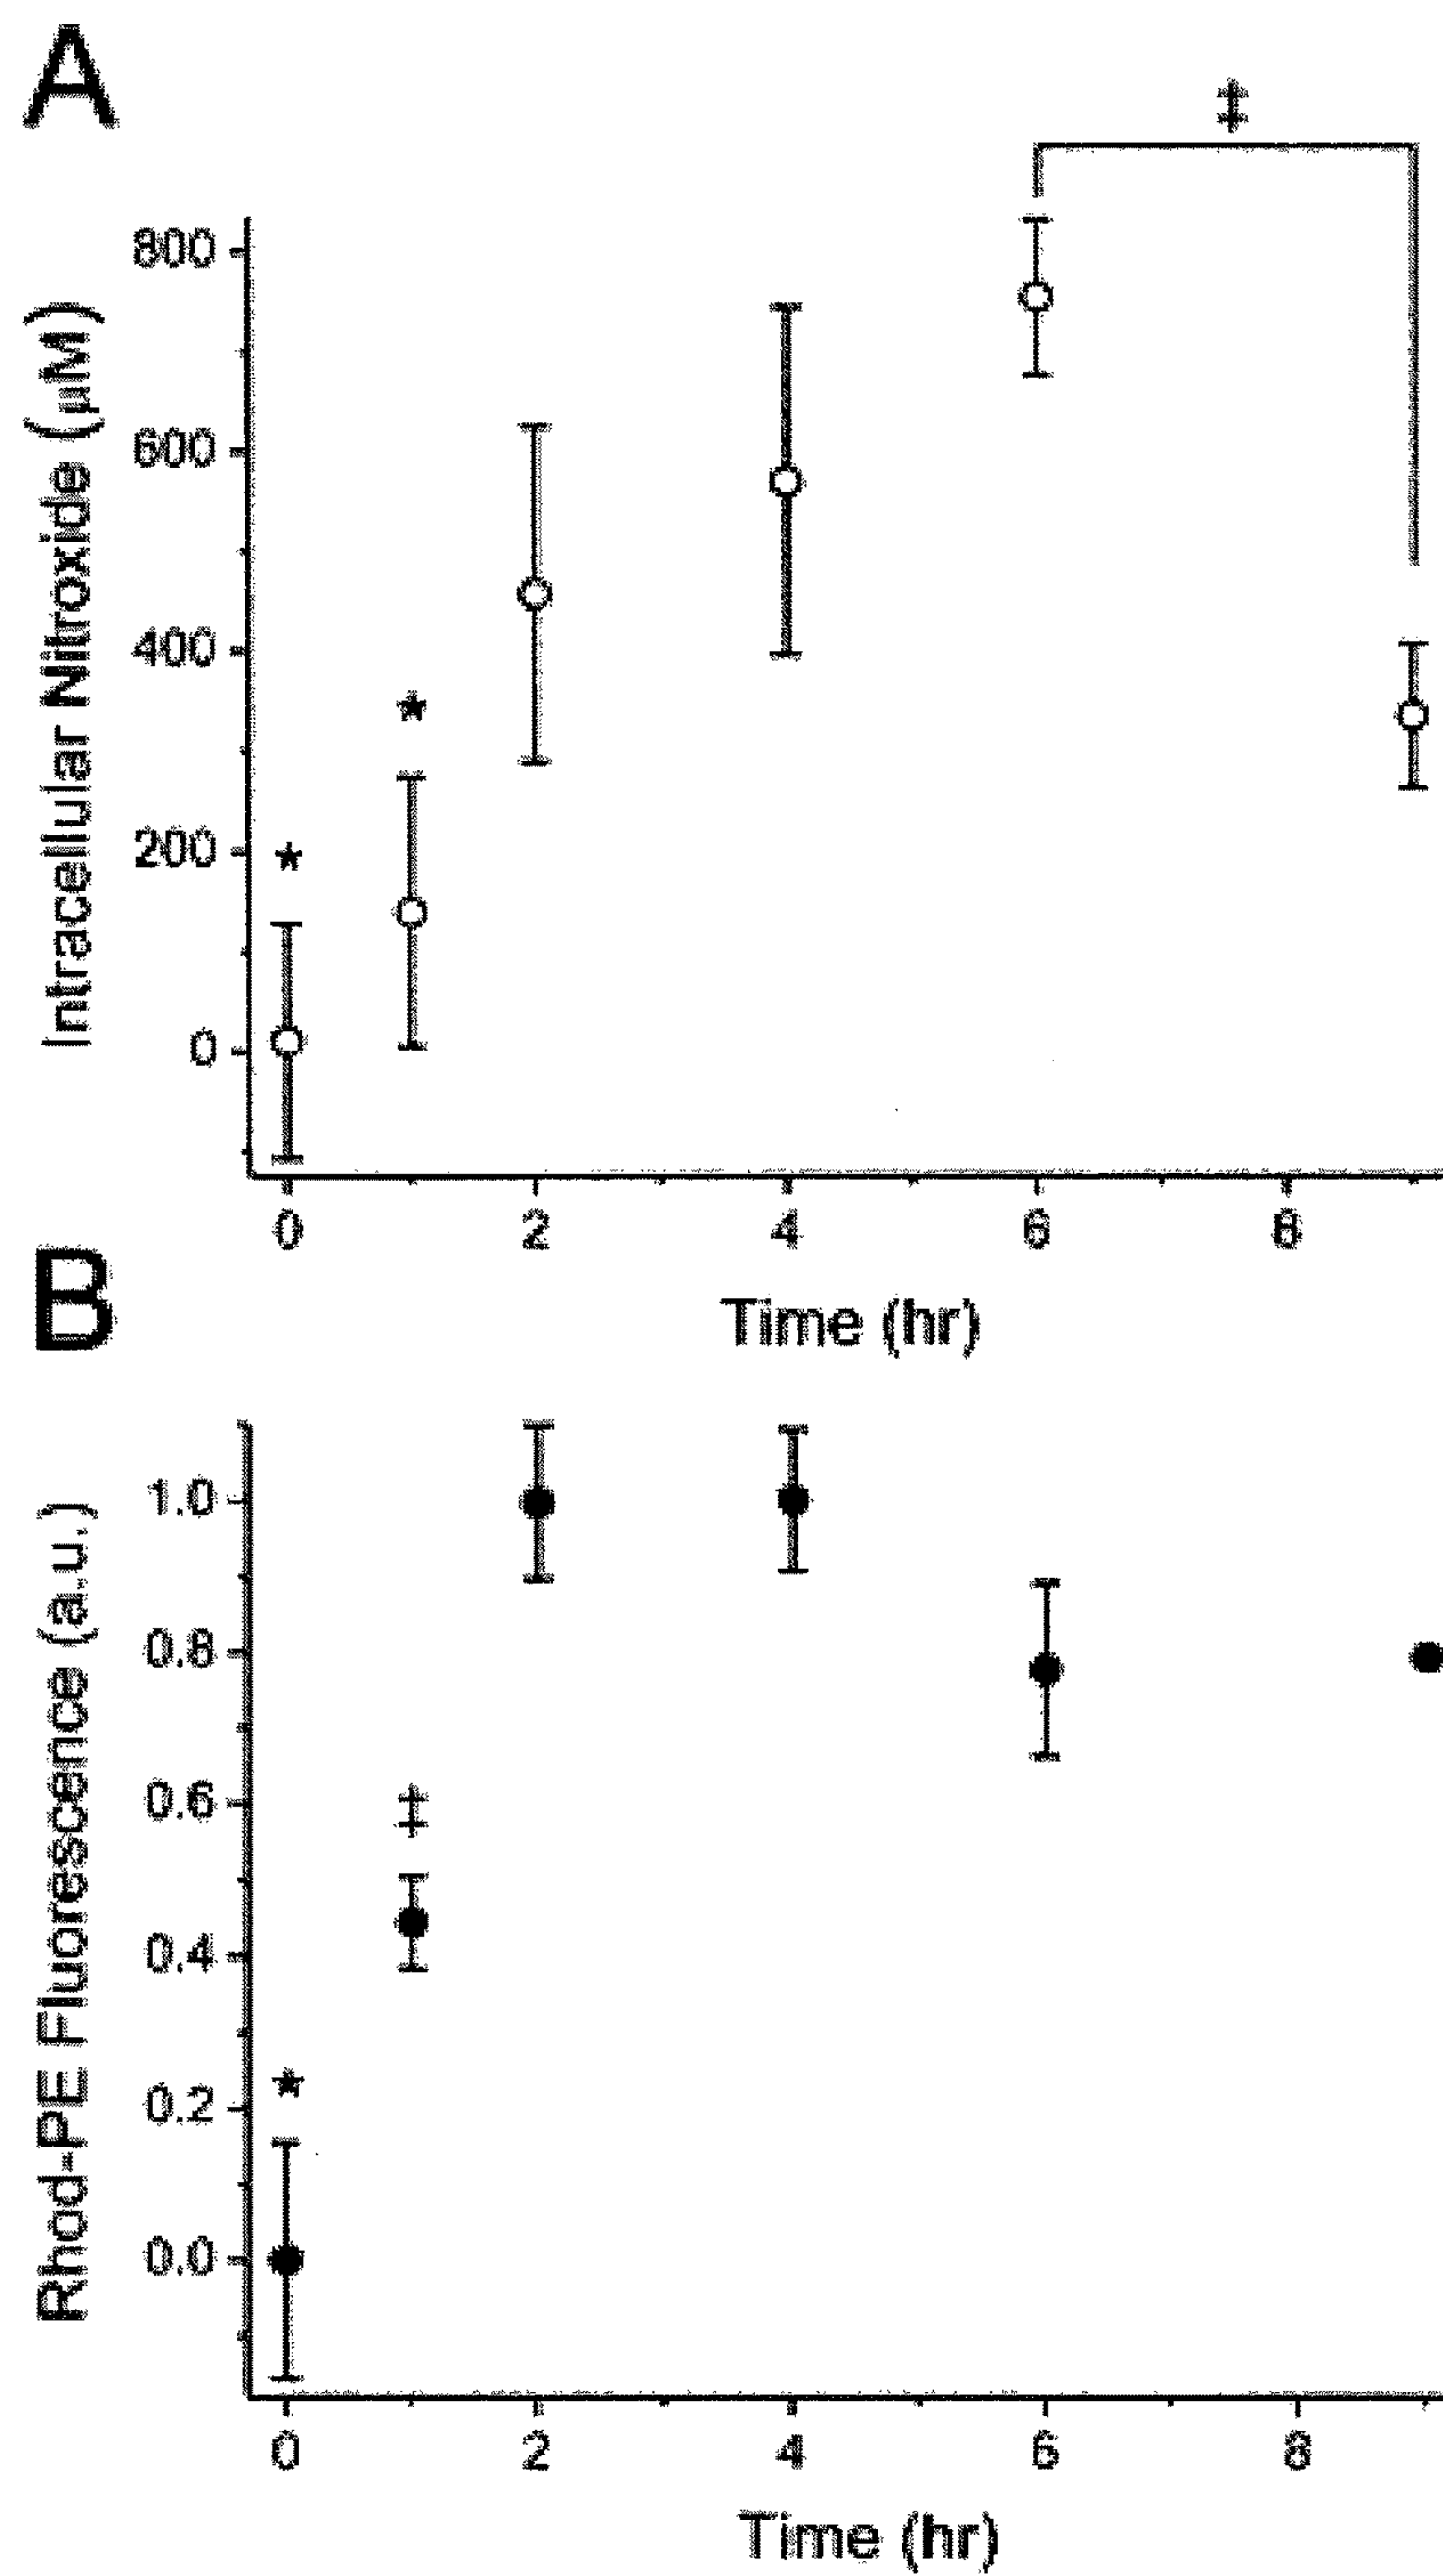 A
‡
800
600
400
200
0
Intracellular Nitroxide (µM)
★
★
0 2 4 6 8
Time (hr)
B
1.0
0.8
0.6
0.4
0.2
0.0
Rhod-PE Fluorescence (a.u.)
‡
★
0 2 4 6 8
Time (hr)